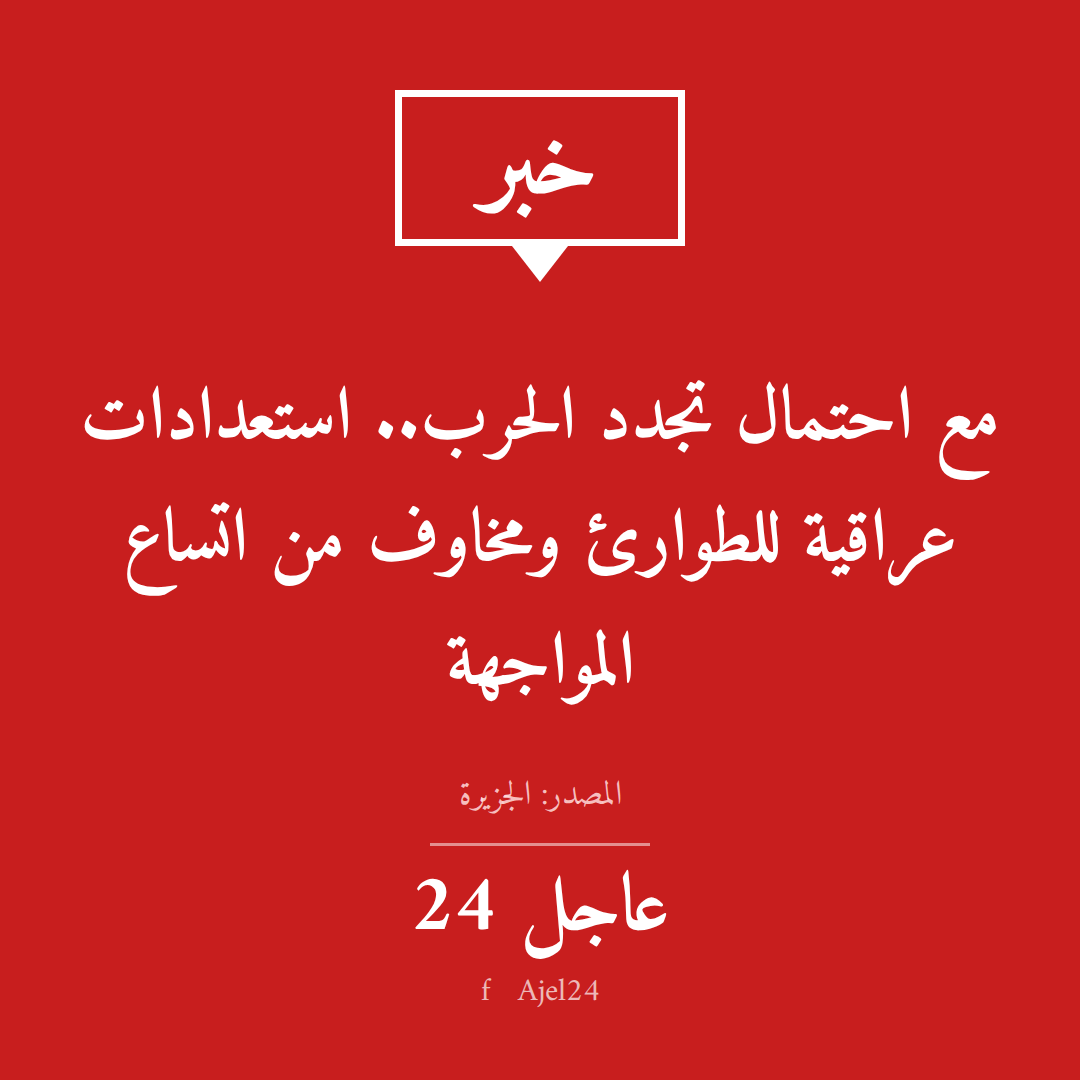 خبر
مع احتمال تجدد الحرب.. استعدادات
عراقية للطوارئ ومخاوف من اتساع
المواجهة
المصدر: الجزيرة
عاجل 24
f Ajel24